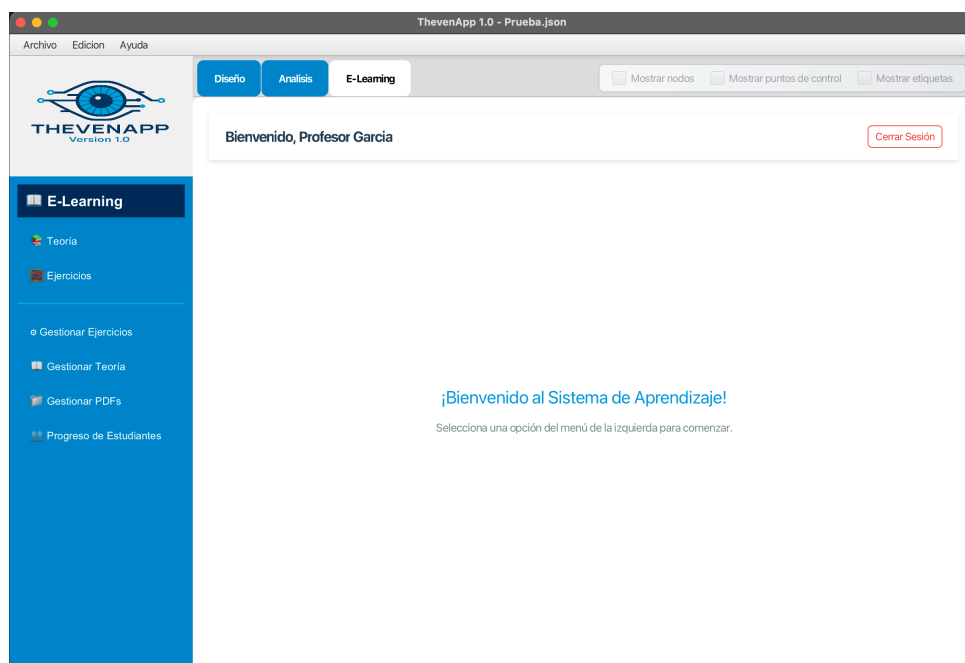 ThevenApp 1.0 - Prueba.json
Archivo Edicion Ayuda
THEVENAPP
Version 1.0
Diseño Analisis E-Learning
Mostrar nodos Mostrar puntos de control Mostrar etiquetas
Bienvenido, Profesor Garcia
Cerrar Sesión
E-Learning
Teoría
Ejercicios
Gestionar Ejercicios
Gestionar Teoría
Gestionar PDFs
Progreso de Estudiantes
¡Bienvenido al Sistema de Aprendizaje!
Selecciona una opción del menú de la izquierda para comenzar.